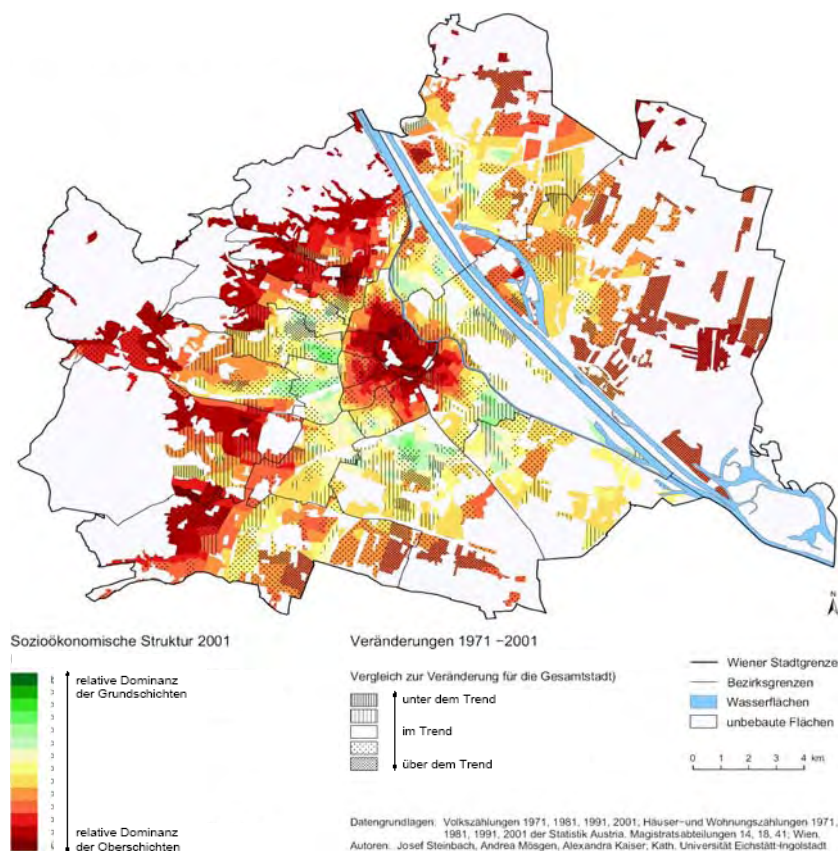 N
Sozioökonomische Struktur 2001
relative Dominanz
der Grundschichten
relative Dominanz
der Oberschichten
Veränderungen 1971 –2001
Vergleich zur Veränderung für die Gesamtstadt)
unter dem Trend
im Trend
über dem Trend
Wiener Stadtgrenze
Bezirksgrenzen
Wasserflächen
unbebaute Flächen
0 1 2 4 km
Datengrundlagen: Volkszählungen 1971, 1981, 1991, 2001; Häuser-und Wohnungszählungen 1971,
1981, 1991, 2001 der Statistik Austria. Magistratsabteilungen 14, 18, 41; Wien.
Autoren: Josef Steinbach, Andrea Mösgen, Alexandra Kaiser, Kath. Universität Eichstätt-Ingolstadt